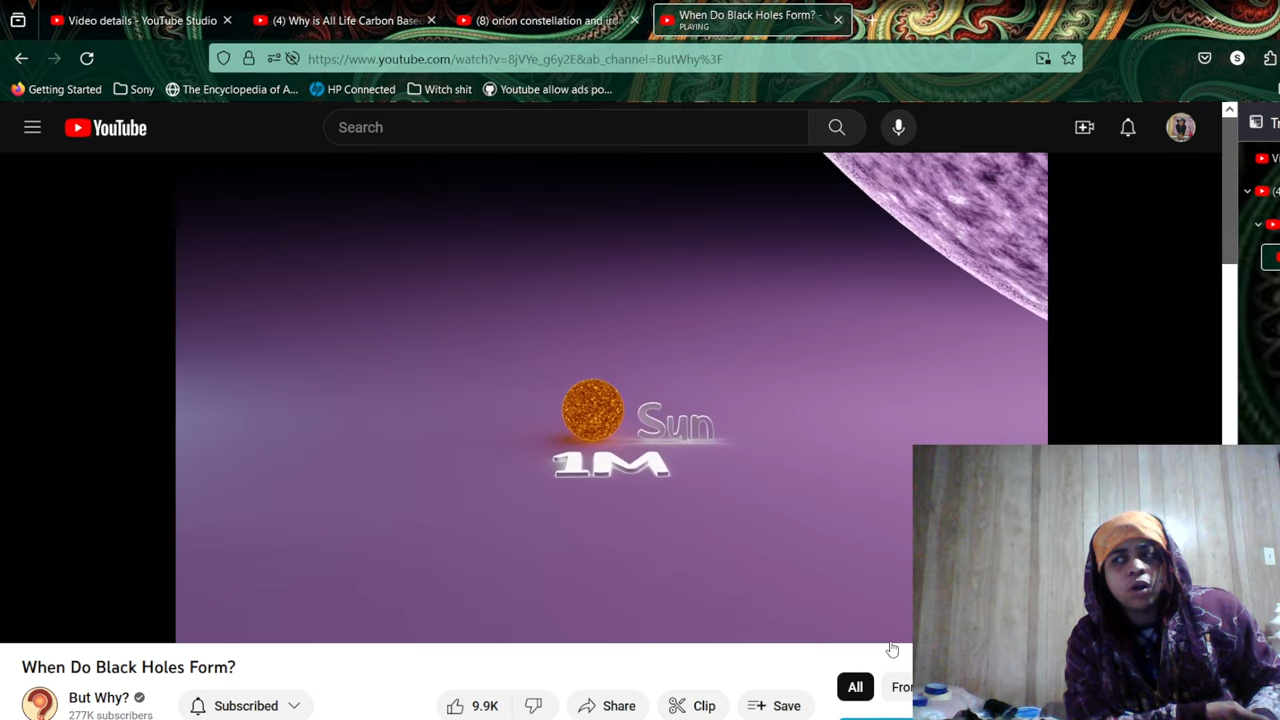 Video details - YouTube Studio
(4) Why is All Life Carbon Base
(8) orion constellation and iro
When Do Black Holes Form? -
PLAYING
https://www.youtube.com/watch?v=8jVYe_g6y2E&ab_channel=ButWhy%3F
S
Getting Started
Sony
The Encyclopedia of A...
HP Connected
Witch shit
Youtube allow ads po...
YouTube
Search
Sun
1M
When Do Black Holes Form?
But Why?
277K subscribers
Subscribed
9.9K
Share
Clip
Save
All